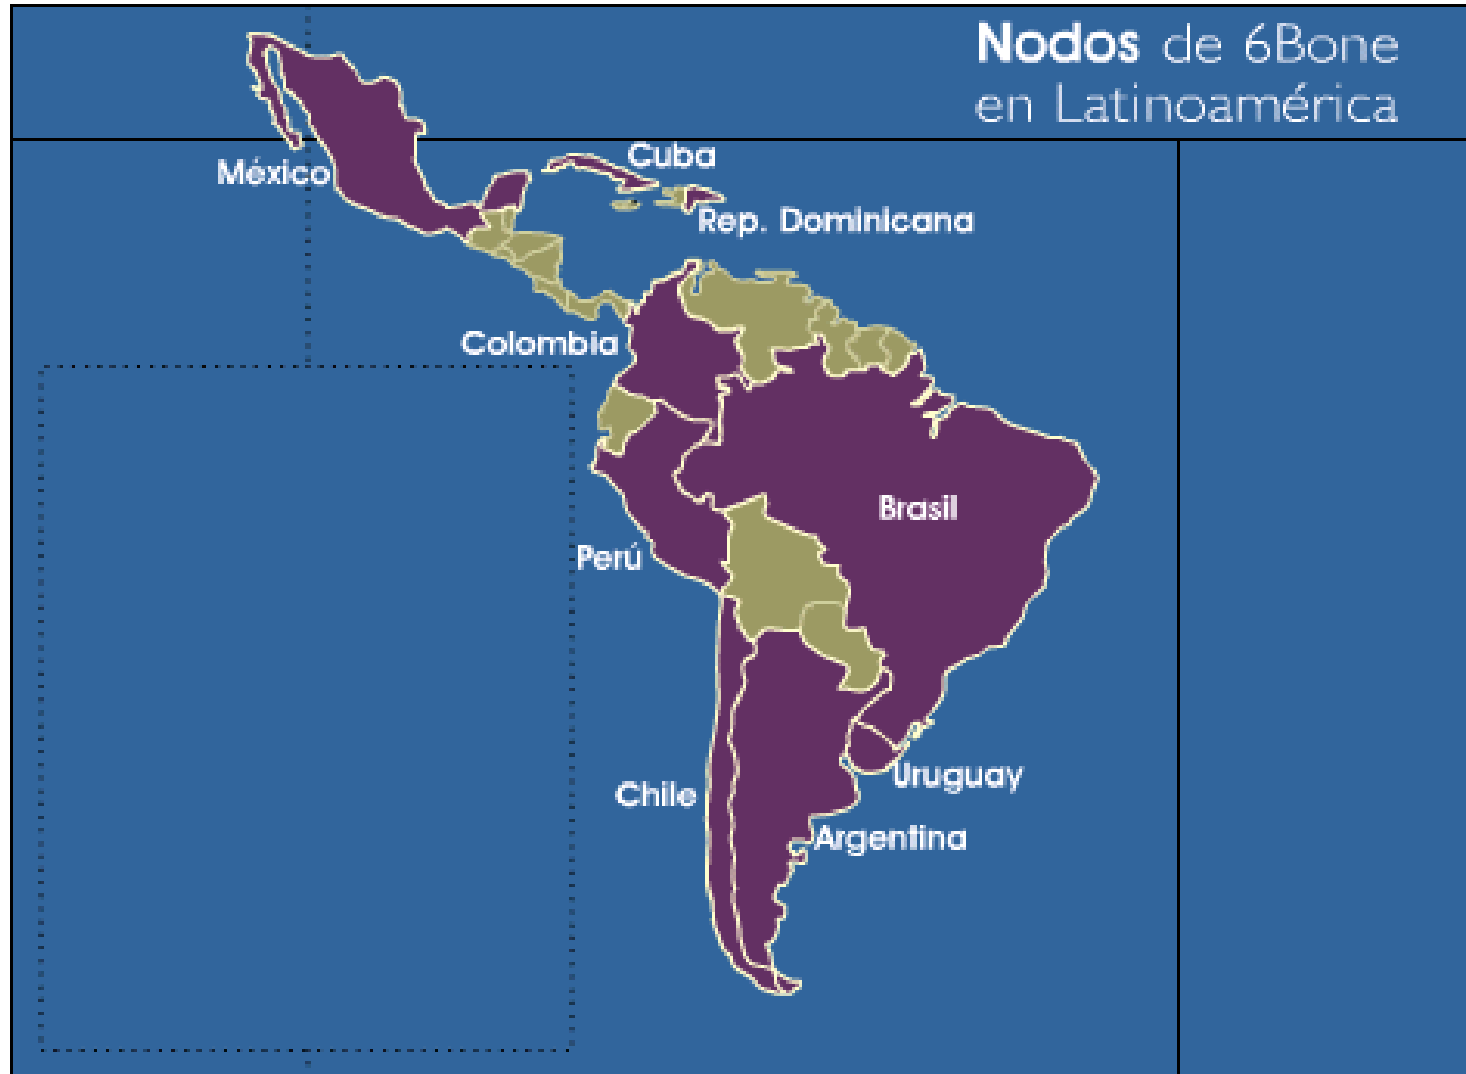 Nodos de 6Bone
en Latinoamérica
Cuba
México
Rep. Dominicana
Colombia
Brasil
Perú
Uruguay
Chile
Argentina